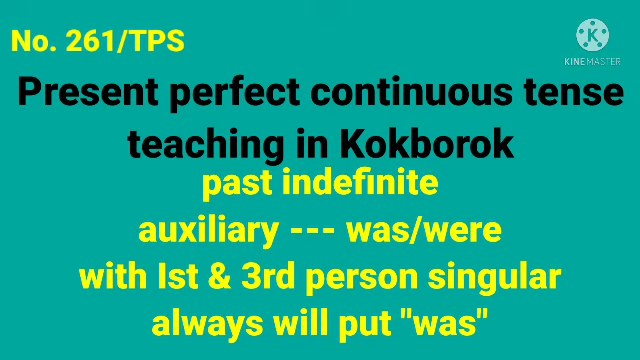 No. 261/TPS
K
KINEMASTER
Present perfect continuous tense
teaching in Kokborok
past indefinite
auxiliary --- was/were
with Ist & 3rd person singular
always will put "was"